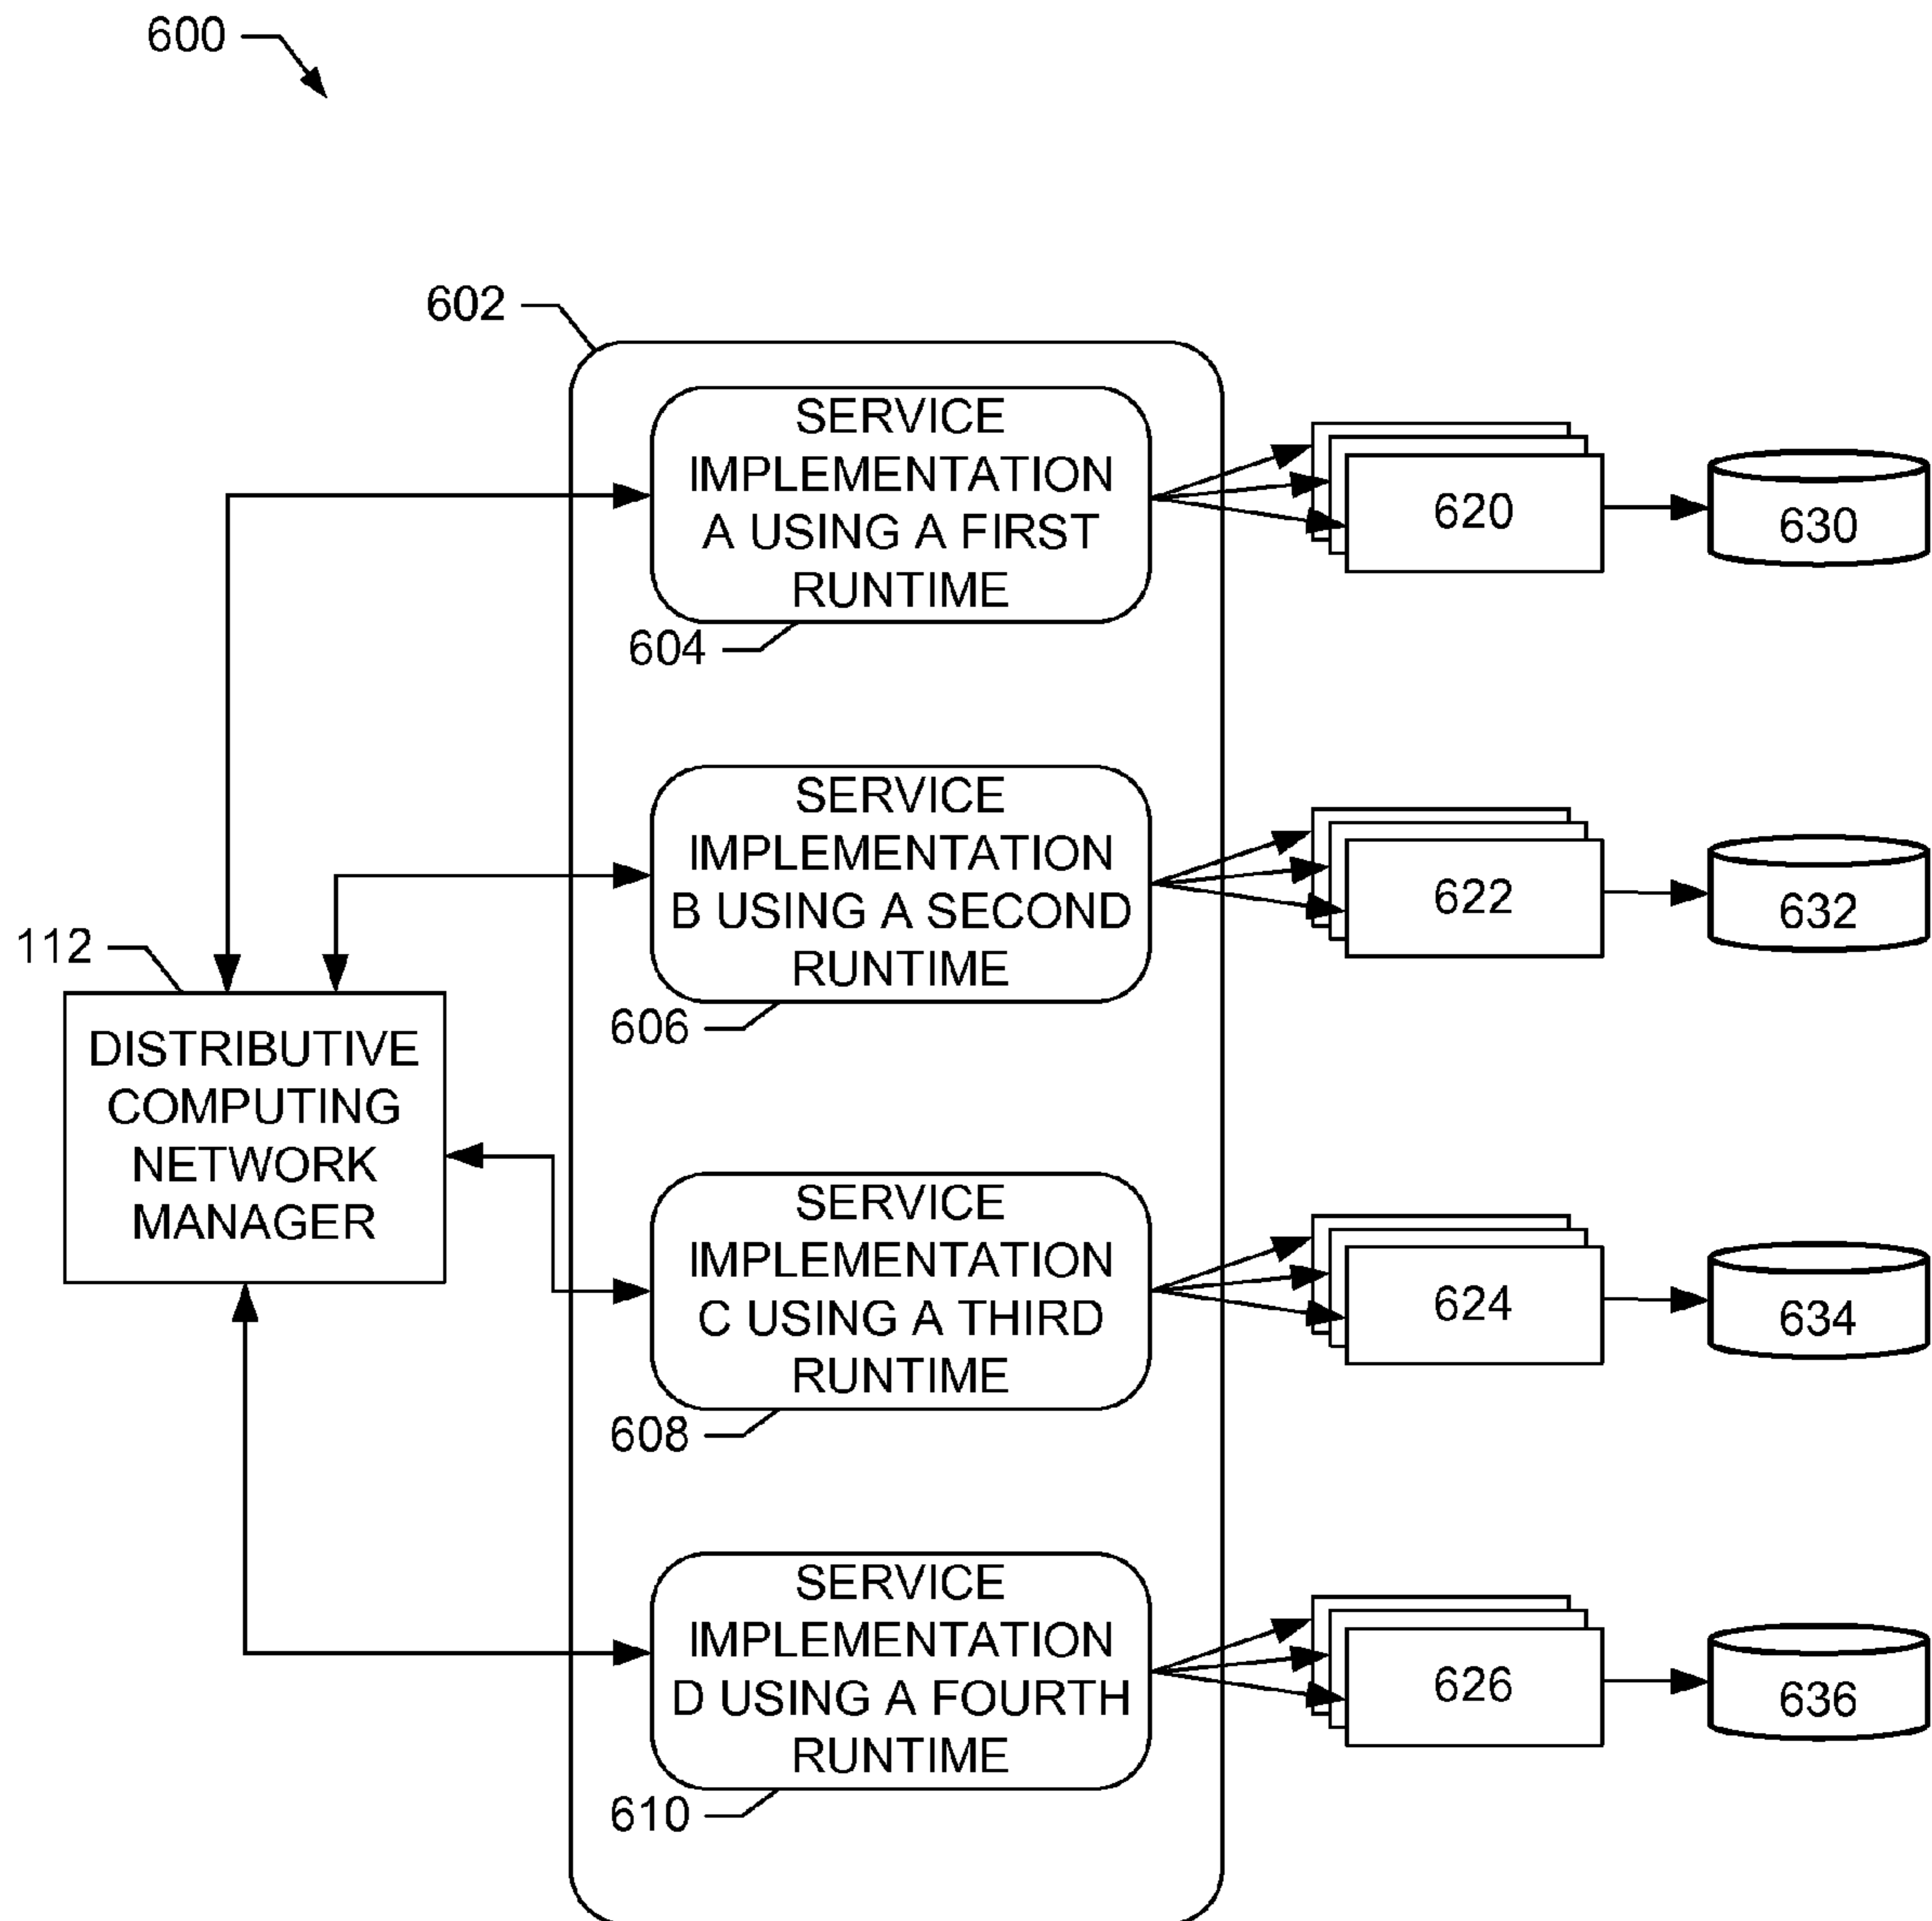 600
602
SERVICE
IMPLEMENTATION
A USING A FIRST
RUNTIME
604
620
630
SERVICE
IMPLEMENTATION
B USING A SECOND
RUNTIME
606
622
632
112
DISTRIBUTIVE
COMPUTING
NETWORK
MANAGER
SERVICE
IMPLEMENTATION
C USING A THIRD
RUNTIME
608
624
634
SERVICE
IMPLEMENTATION
D USING A FOURTH
RUNTIME
610
626
636